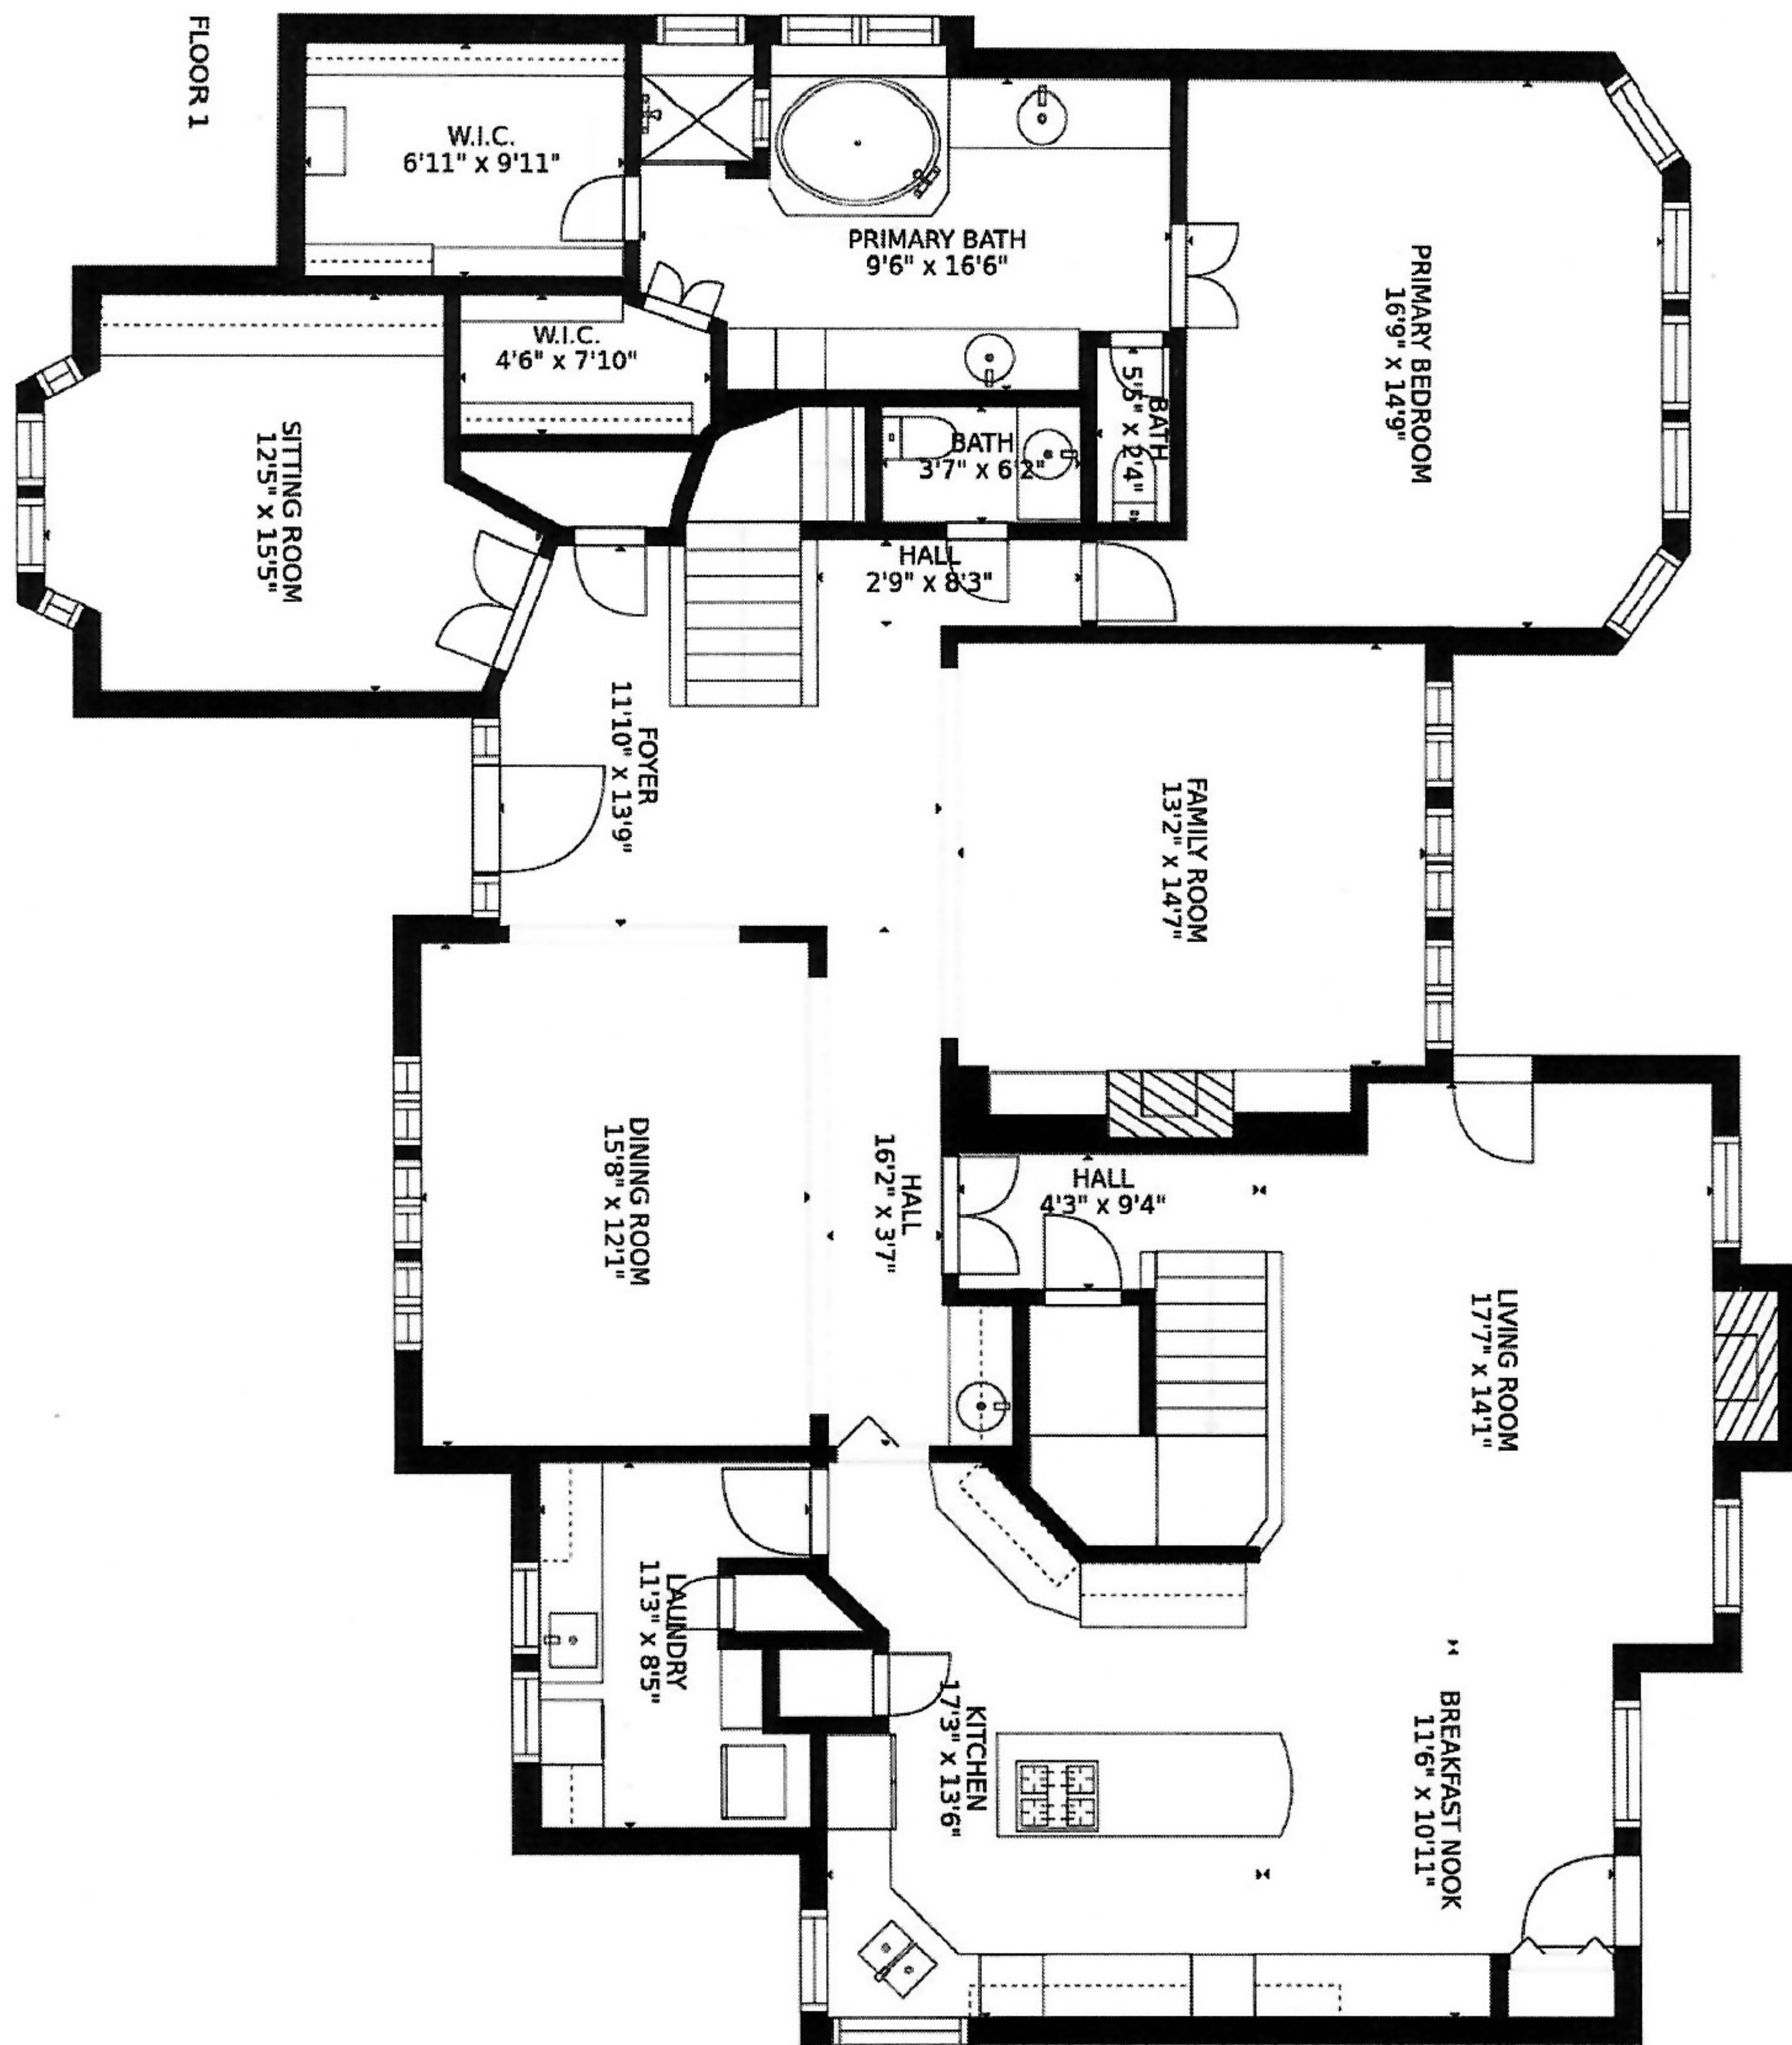 FLOOR 1
W.I.C.
6'11" x 9'11"
PRIMARY BATH
9'6" x 16'6"
PRIMARY BEDROOM
16'9" x 14'9"
W.I.C.
4'6" x 7'10"
BATH
5'5" x 2'4"
BATH
3'7" x 6'2"
SITTING ROOM
12'5" x 15'5"
HALL
2'9" x 8'3"
FOYER
11'10" x 13'9"
FAMILY ROOM
13'2" x 14'7"
DINING ROOM
15'8" x 12'1"
HALL
16'2" x 3'7"
HALL
4'3" x 9'4"
LIVING ROOM
17'7" x 14'1"
LAUNDRY
11'3" x 8'5"
KITCHEN
17'3" x 13'6"
BREAKFAST NOOK
11'6" x 10'11"